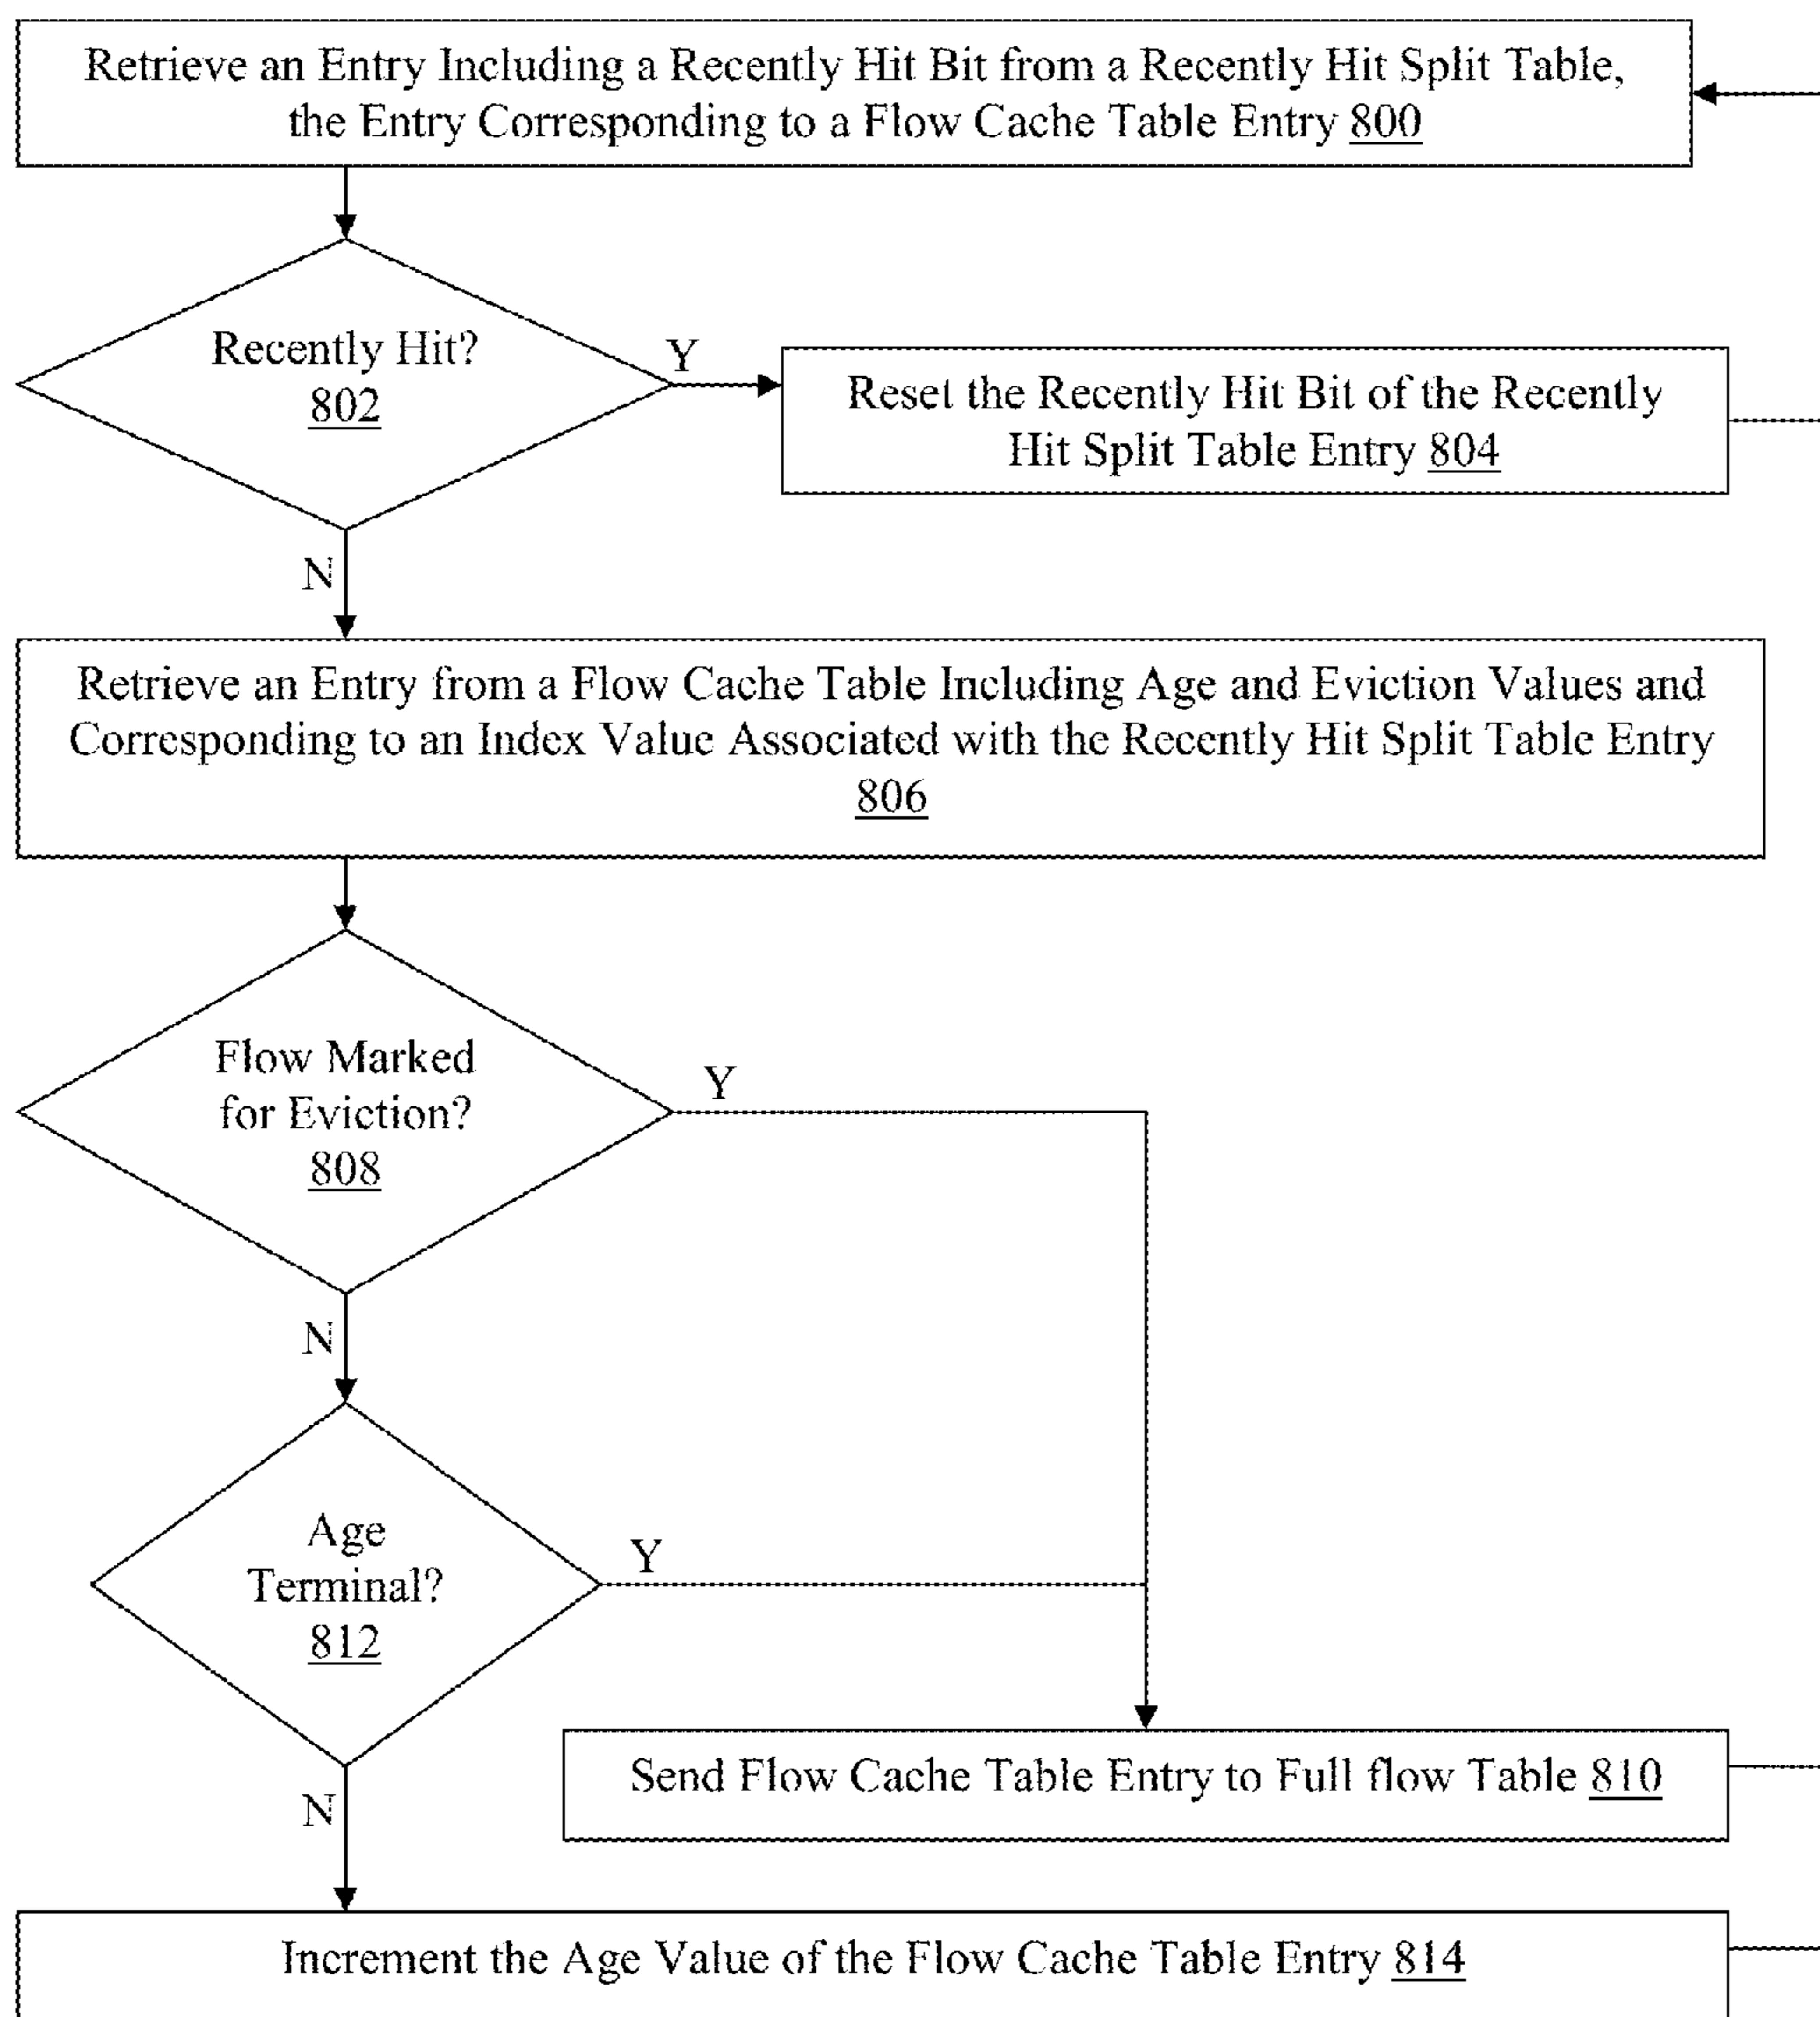 Retrieve an Entry Including a Recently Hit Bit from a Recently Hit Split Table,
the Entry Corresponding to a Flow Cache Table Entry 800
Recently Hit?
802
Y
Reset the Recently Hit Bit of the Recently
Hit Split Table Entry 804
N
Retrieve an Entry from a Flow Cache Table Including Age and Eviction Values and
Corresponding to an Index Value Associated with the Recently Hit Split Table Entry
806
Flow Marked
for Eviction?
808
Y
N
Age
Terminal?
812
Y
Send Flow Cache Table Entry to Full flow Table 810
N
Increment the Age Value of the Flow Cache Table Entry 814